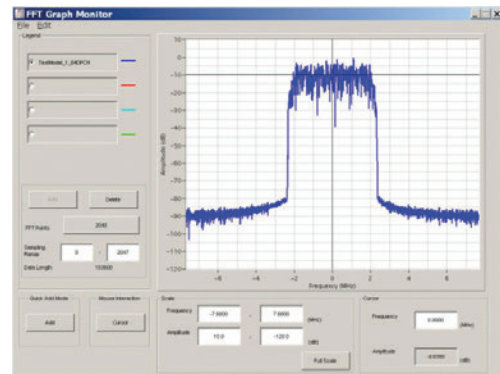 FFT Graph Monitor
File Edit
Legend
TestModel_1_64DPCH
Edit Delete
FFT Points 2048
Sampling Range 0 - 2047
Data Length 153600
Quick Add Mode
Add
Mouse Interaction
Cursor
Amplitude (dB)
10
0
-10
-20
-30
-40
-50
-60
-70
-80
-90
-100
-110
-120
-6 -4 -2 0 2 4 6
Frequency (MHz)
Scale
Frequency -7.6800 - 7.6800 (MHz)
Amplitude 10.0 - -120.0 (dB)
Full Scale
Cursor
Frequency 0.0000 (MHz)
Amplitude (dB)